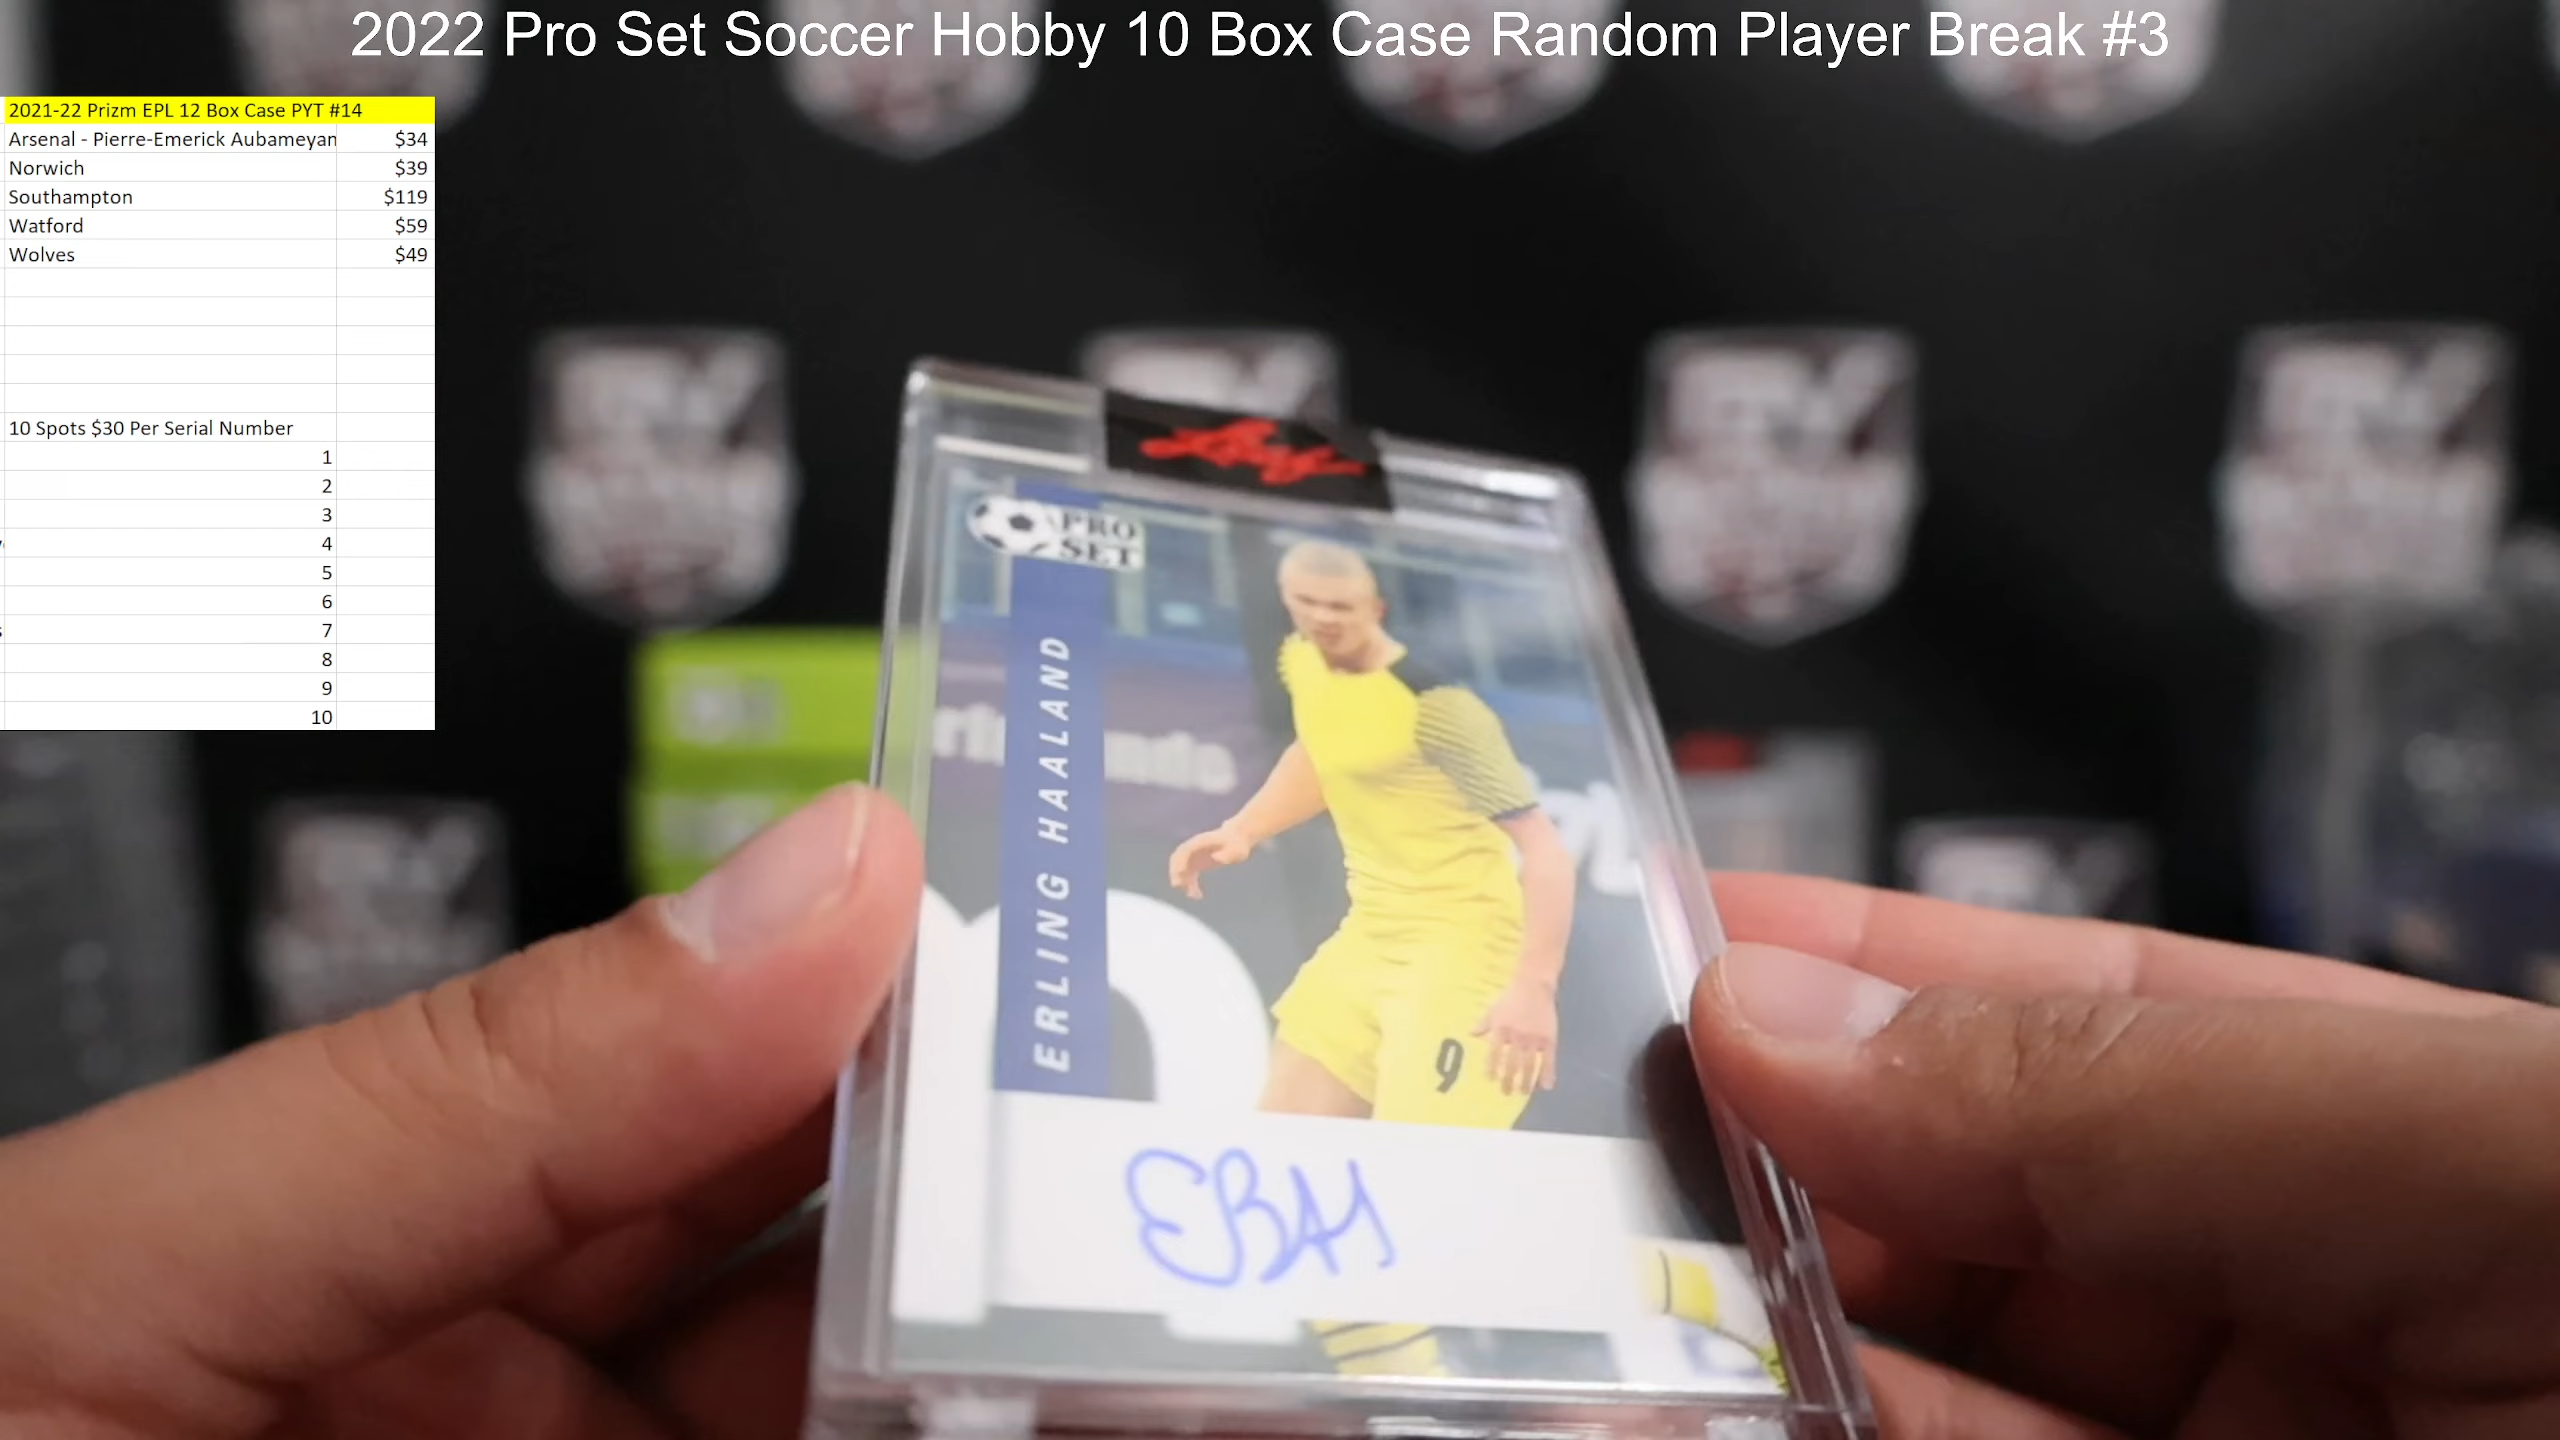 2022 Pro Set Soccer Hobby 10 Box Case Random Player Break #3
2021-22 Prizm EPL 12 Box Case PYT #14
Arsenal - Pierre-Emerick Aubameyan $34
Norwich $39
Southampton $119
Watford $59
Wolves $49
10 Spots $30 Per Serial Number
1
2
3
4
5
6
7
8
9
10
Leaf
PRO
SET
ERLING HAALAND
9
EBH